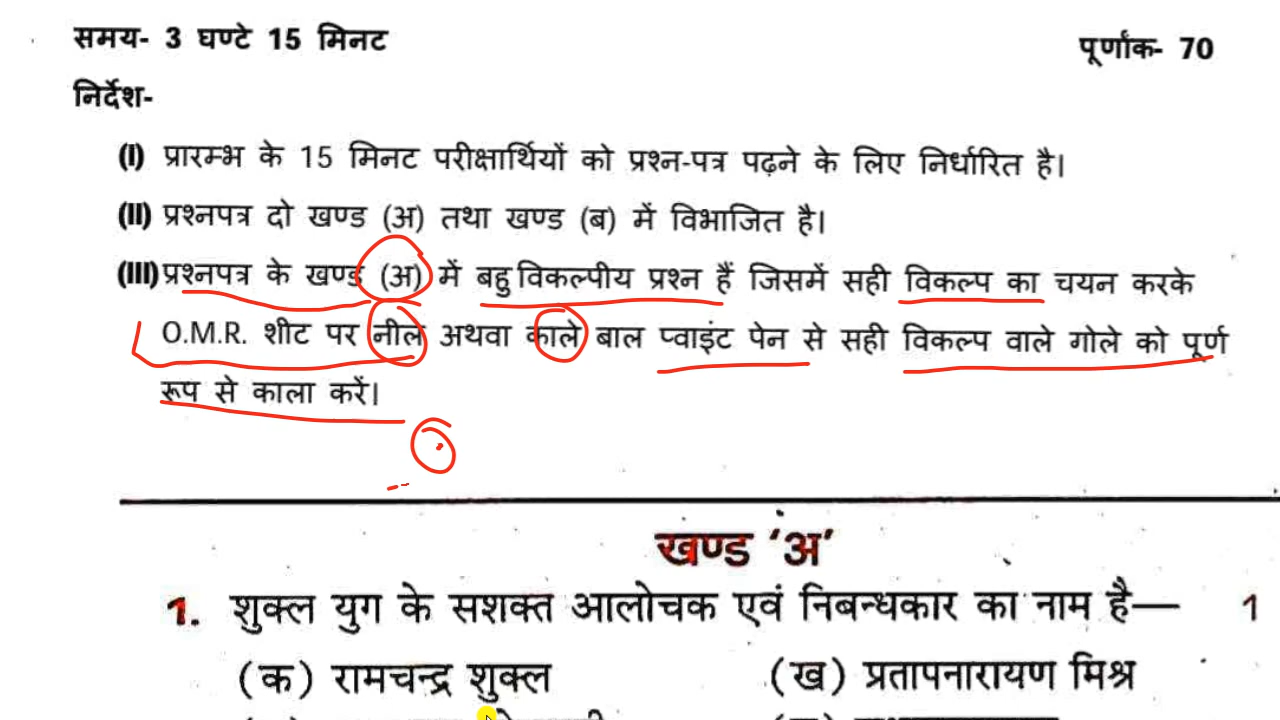 समय- 3 घण्टे 15 मिनट
पूर्णांक- 70
निर्देश-
(I) प्रारम्भ के 15 मिनट परीक्षार्थियों को प्रश्न-पत्र पढ़ने के लिए निर्धारित है।
(II) प्रश्नपत्र दो खण्ड (अ) तथा खण्ड (ब) में विभाजित है।
(III) प्रश्नपत्र के खण्ड (अ) में बहुविकल्पीय प्रश्न हैं जिसमें सही विकल्प का चयन करके
O.M.R. शीट पर नीले अथवा काले बाल प्वाइंट पेन से सही विकल्प वाले गोले को पूर्ण
रूप से काला करें।
खण्ड ‘अ’
1. शुक्ल युग के सशक्त आलोचक एवं निबन्धकार का नाम है— 1
(क) रामचन्द्र शुक्ल (ख) प्रतापनारायण मिश्र